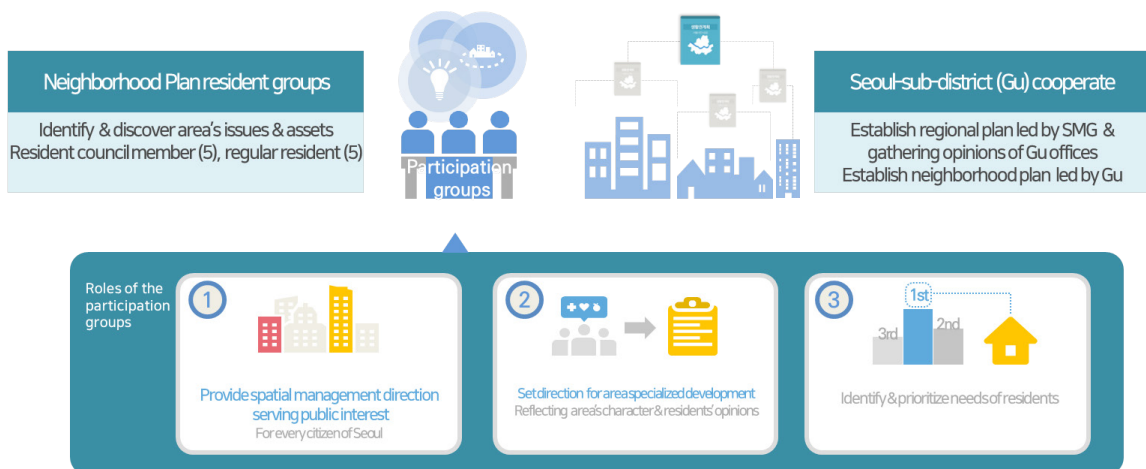 Neighborhood Plan resident groups
Identify & discover area's issues & assets
Resident council member (5), regular resident (5)
Participation
groups
Seoul-sub-district (Gu) cooperate
Establish regional plan led by SMG &
gathering opinions of Gu offices
Establish neighborhood plan led by Gu
Roles of the
participation
groups
1
Provide spatial management direction
serving public interest
For every citizen of Seoul
2
Set direction for area specialized development
Reflecting area's character & residents' opinions
3
1st
2nd
3rd
Identify & prioritize needs of residents